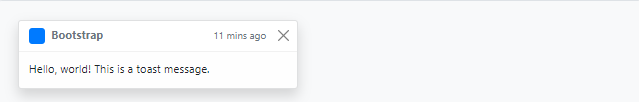 Bootstrap 11 mins ago
Hello, world! This is a toast message.